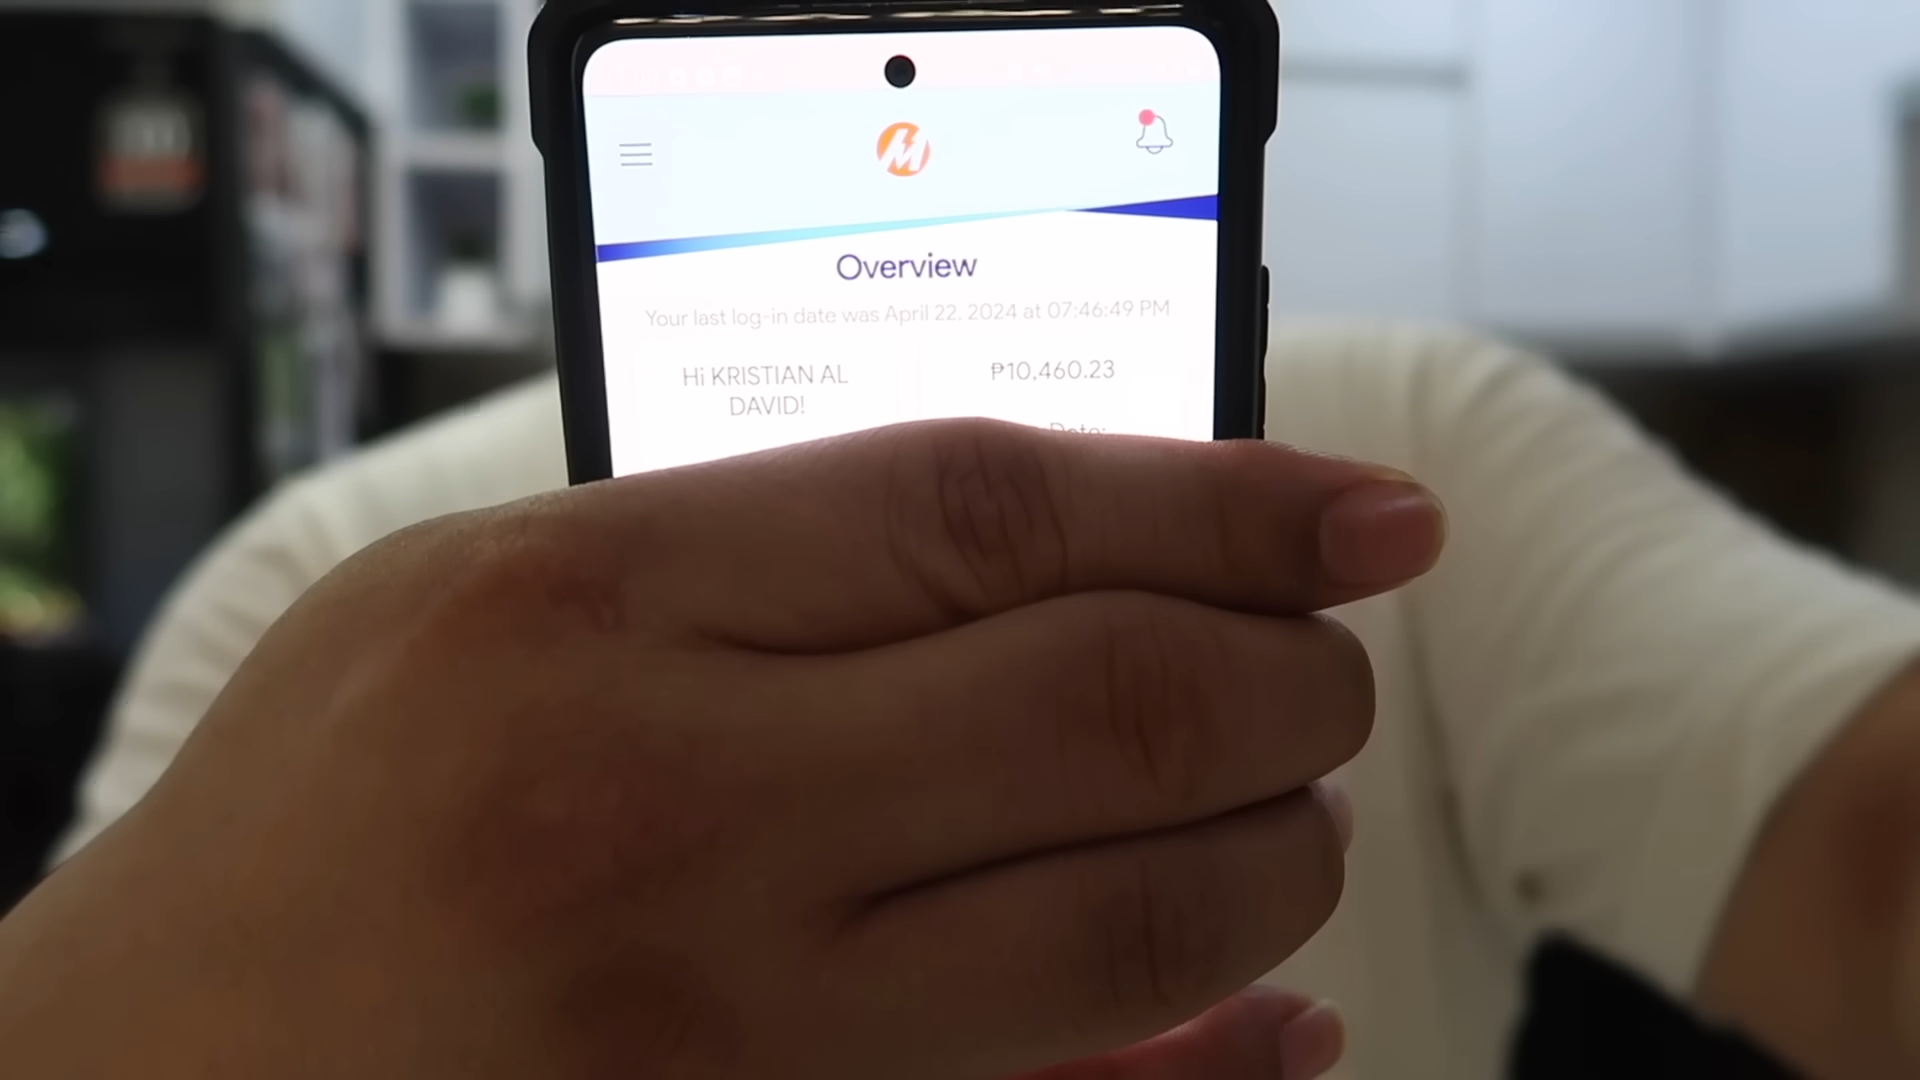 Overview
Your last log-in date was April 22, 2024 at 07:46:49 PM
Hi KRISTIAN AL
DAVID!
₱10,460.23
Date: